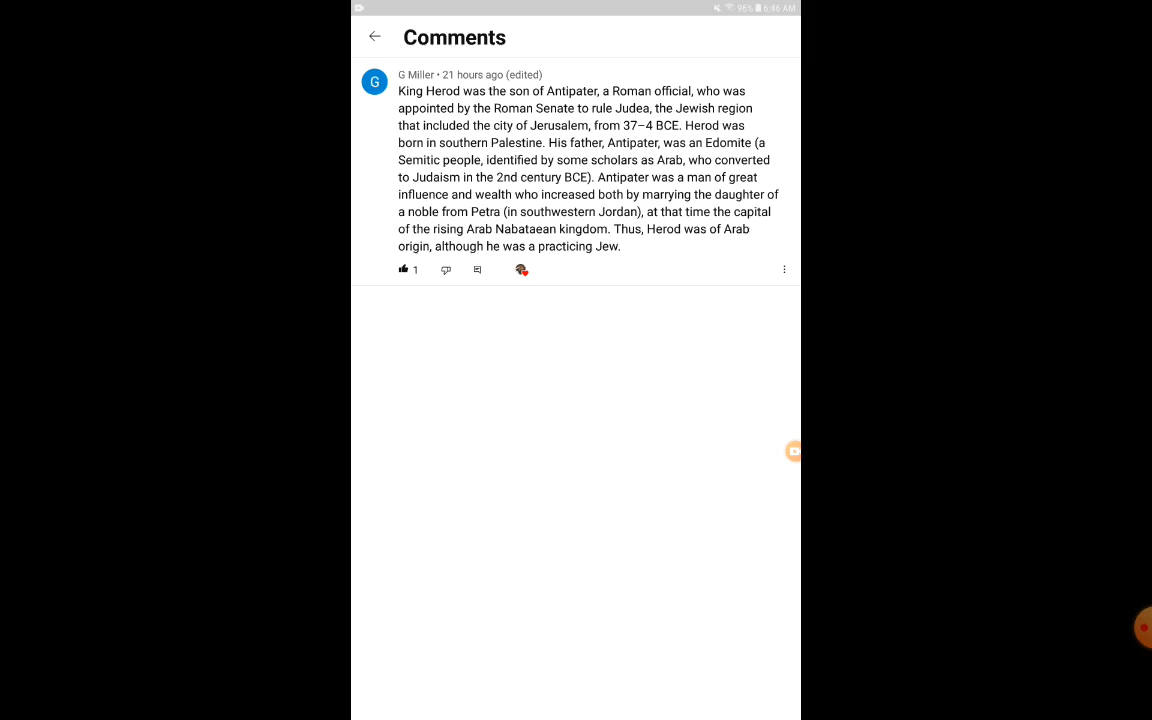 96% 6:46 AM
Comments
G
G Miller • 21 hours ago (edited)
King Herod was the son of Antipater, a Roman official, who was
appointed by the Roman Senate to rule Judea, the Jewish region
that included the city of Jerusalem, from 37–4 BCE. Herod was
born in southern Palestine. His father, Antipater, was an Edomite (a
Semitic people, identified by some scholars as Arab, who converted
to Judaism in the 2nd century BCE). Antipater was a man of great
influence and wealth who increased both by marrying the daughter of
a noble from Petra (in southwestern Jordan), at that time the capital
of the rising Arab Nabataean kingdom. Thus, Herod was of Arab
origin, although he was a practicing Jew.
1